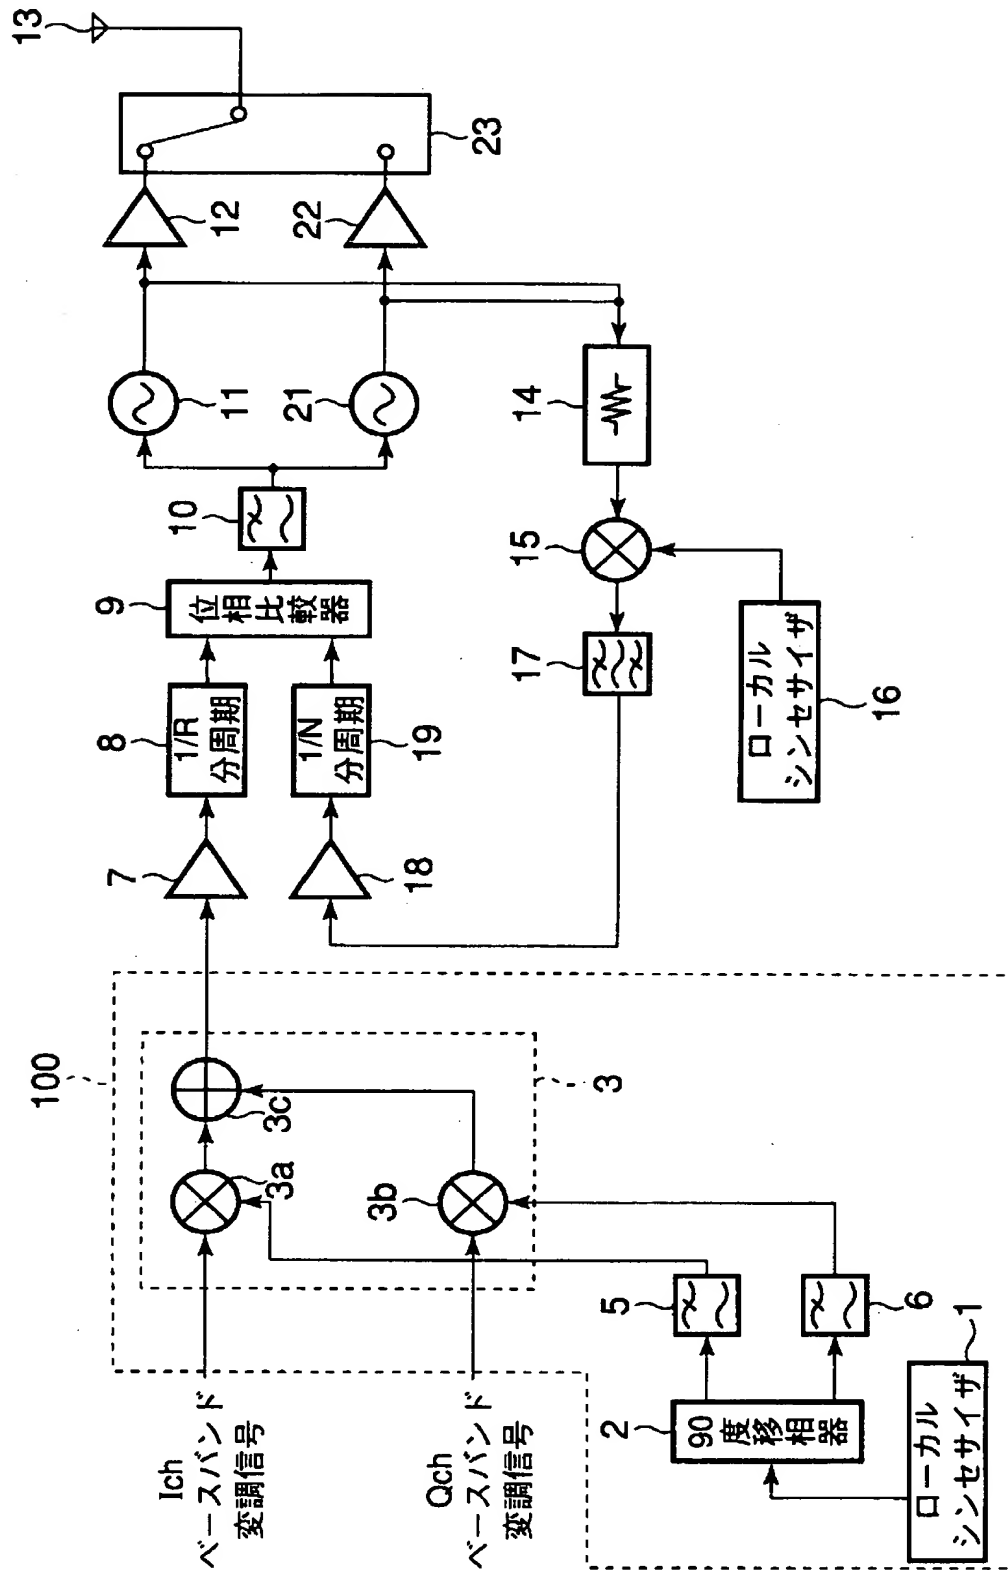 Ich
ベースバンド
変調信号
Qch
ベースバンド
変調信号
100
3
3a
3b
3c
5
6
2
90度移相器
1
ローカル
シンセサイザ
7
8
1/R
分周期
18
19
1/N
分周期
9
位相比較器
10
11
21
12
22
23
13
14
15
17
16
ローカル
シンセサイザ